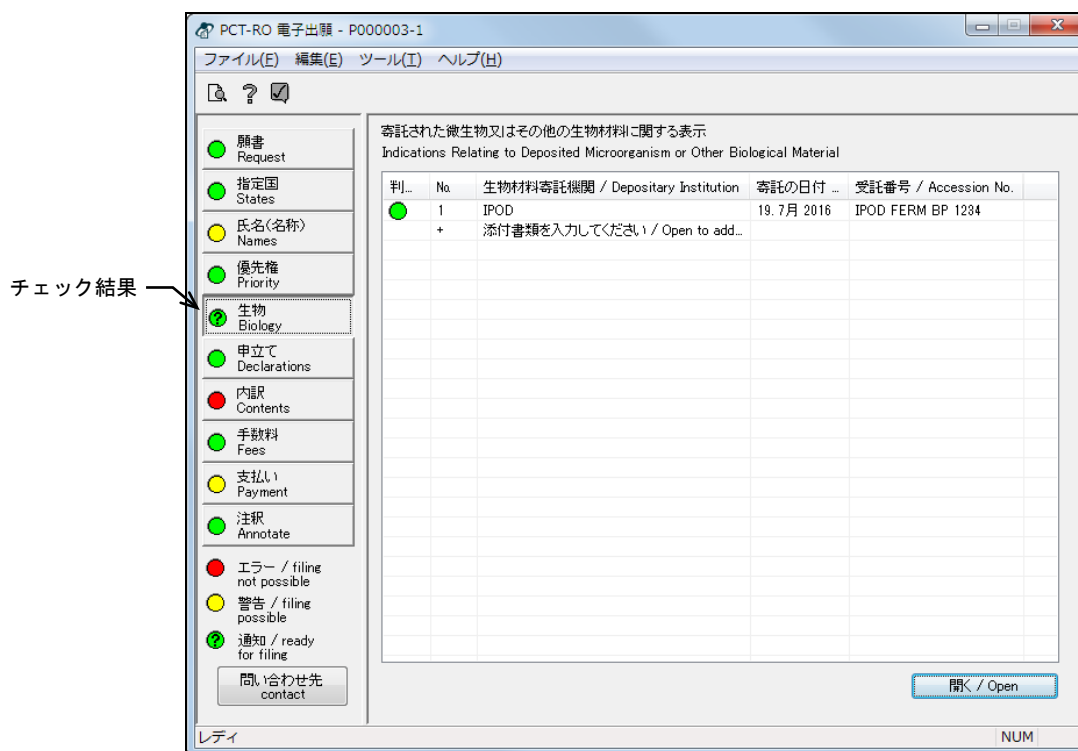 PCT-RO 電子出願 - P000003-1
ファイル(F) 編集(E) ツール(T) ヘルプ(H)
願書
Request
指定国
States
氏名(名称)
Names
優先権
Priority
チェック結果
生物
Biology
申立て
Declarations
内訳
Contents
手数料
Fees
支払い
Payment
注釈
Annotate
エラー / filing
not possible
警告 / filing
possible
通知 / ready
for filing
問い合わせ先
contact
寄託された微生物又はその他の生物材料に関する表示
Indications Relating to Deposited Microorganism or Other Biological Material
判... No. 生物材料寄託機関 / Depositary Institution 寄託の日付 ... 受託番号 / Accession No.
1 IPOD 19. 7月 2016 IPOD FERM BP 1234
+ 添付書類を入力してください / Open to add...
開く / Open
レディ NUM